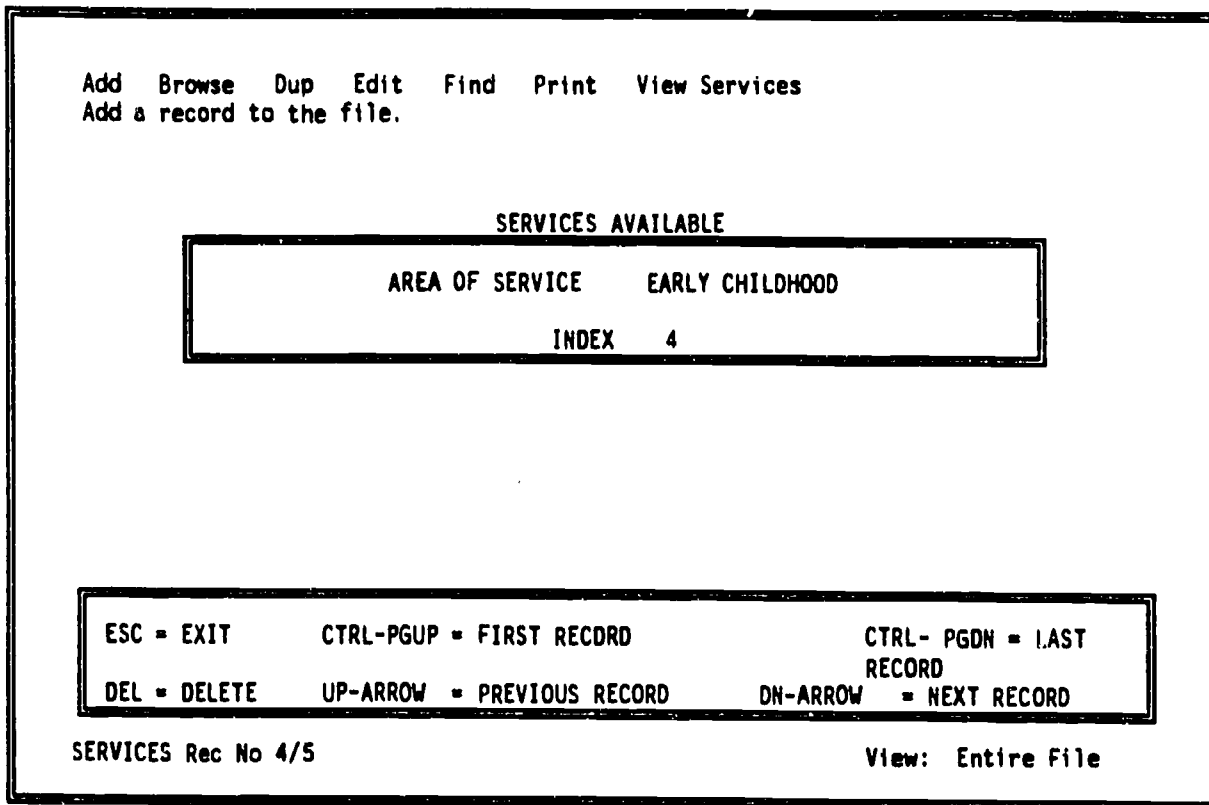 Add Browse Dup Edit Find Print View Services
Add a record to the file.
SERVICES AVAILABLE
AREA OF SERVICE EARLY CHILDHOOD
INDEX 4
ESC = EXIT CTRL-PGUP = FIRST RECORD CTRL- PGDN = LAST
RECORD
DEL = DELETE UP-ARROW = PREVIOUS RECORD DN-ARROW = NEXT RECORD
SERVICES Rec No 4/5 View: Entire File